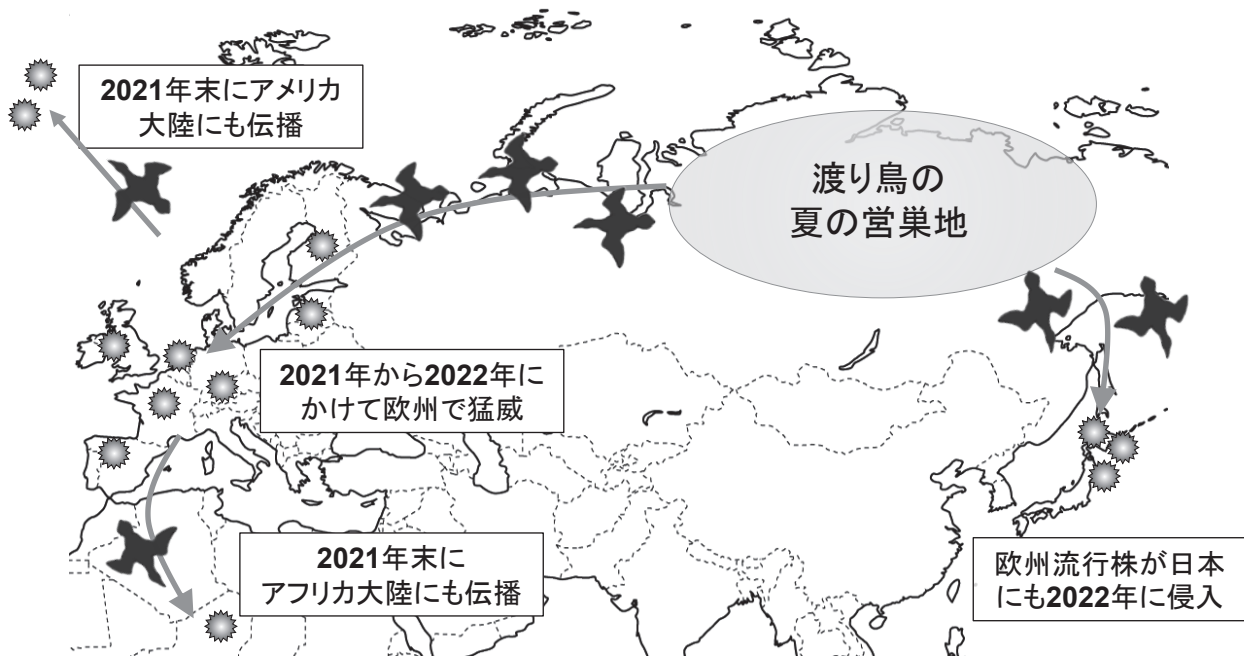 2021年末にアメリカ
大陸にも伝播
渡り鳥の
夏の営巣地
2021年から2022年に
かけて欧州で猛威
2021年末に
アフリカ大陸にも伝播
欧州流行株が日本
にも2022年に侵入